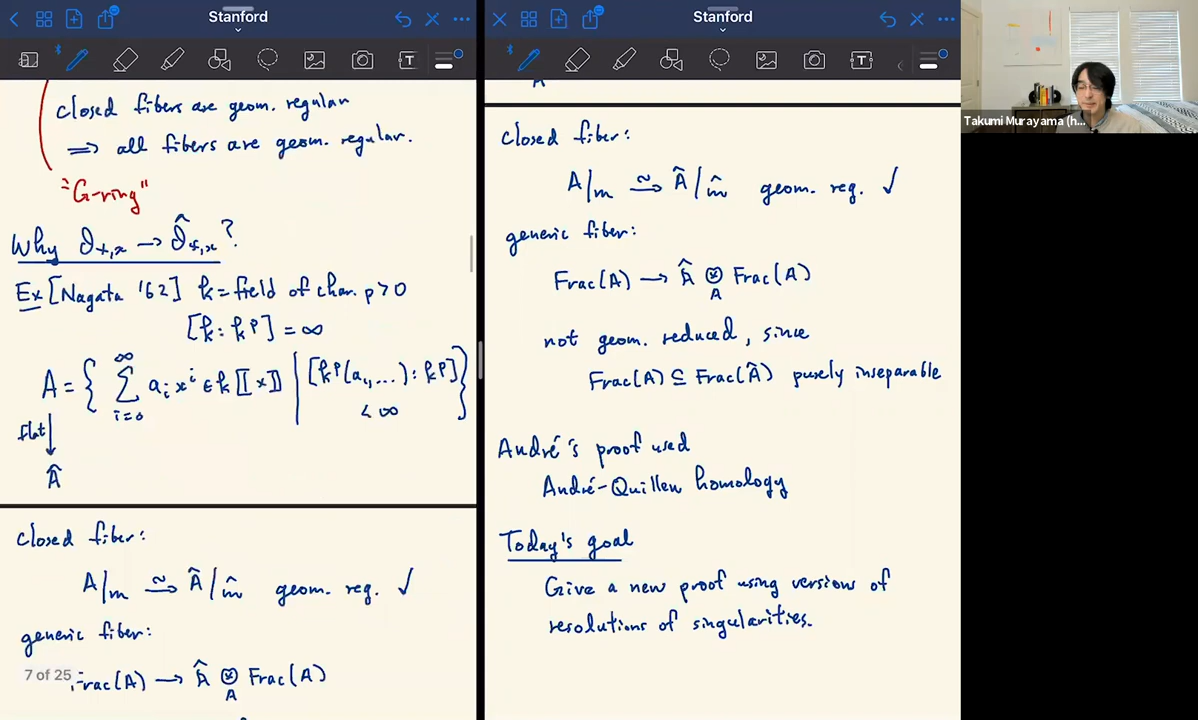 Stanford
closed fibers are geom. regular
⟹ all fibers are geom. regular.
"G-ring"
Why 𝒪_{X,x} → 𝒪̂_{X,x}?
Ex [Nagata '62] k = field of char. p > 0
[k : k^p] = ∞
A = { ∑_{i=0}^{∞} a_i x^i ∈ k[[x]] | [k^p(a_1, ...) : k^p] < ∞ }
flat ↓
Â
closed fiber:
A/m ⥲ Â/m̂ geom. reg. ✓
generic fiber:
Frac(A) → Â ⊗_A Frac(A)
7 of 25
Stanford
A
closed fiber:
A/m ⥲ Â/m̂ geom. reg. ✓
generic fiber:
Frac(A) → Â ⊗_A Frac(A)
not geom. reduced, since
Frac(A) ⊆ Frac(Â) purely inseparable
André's proof used
André-Quillen homology
Today's goal
Give a new proof using versions of
resolutions of singularities.
Takumi Murayama (h...